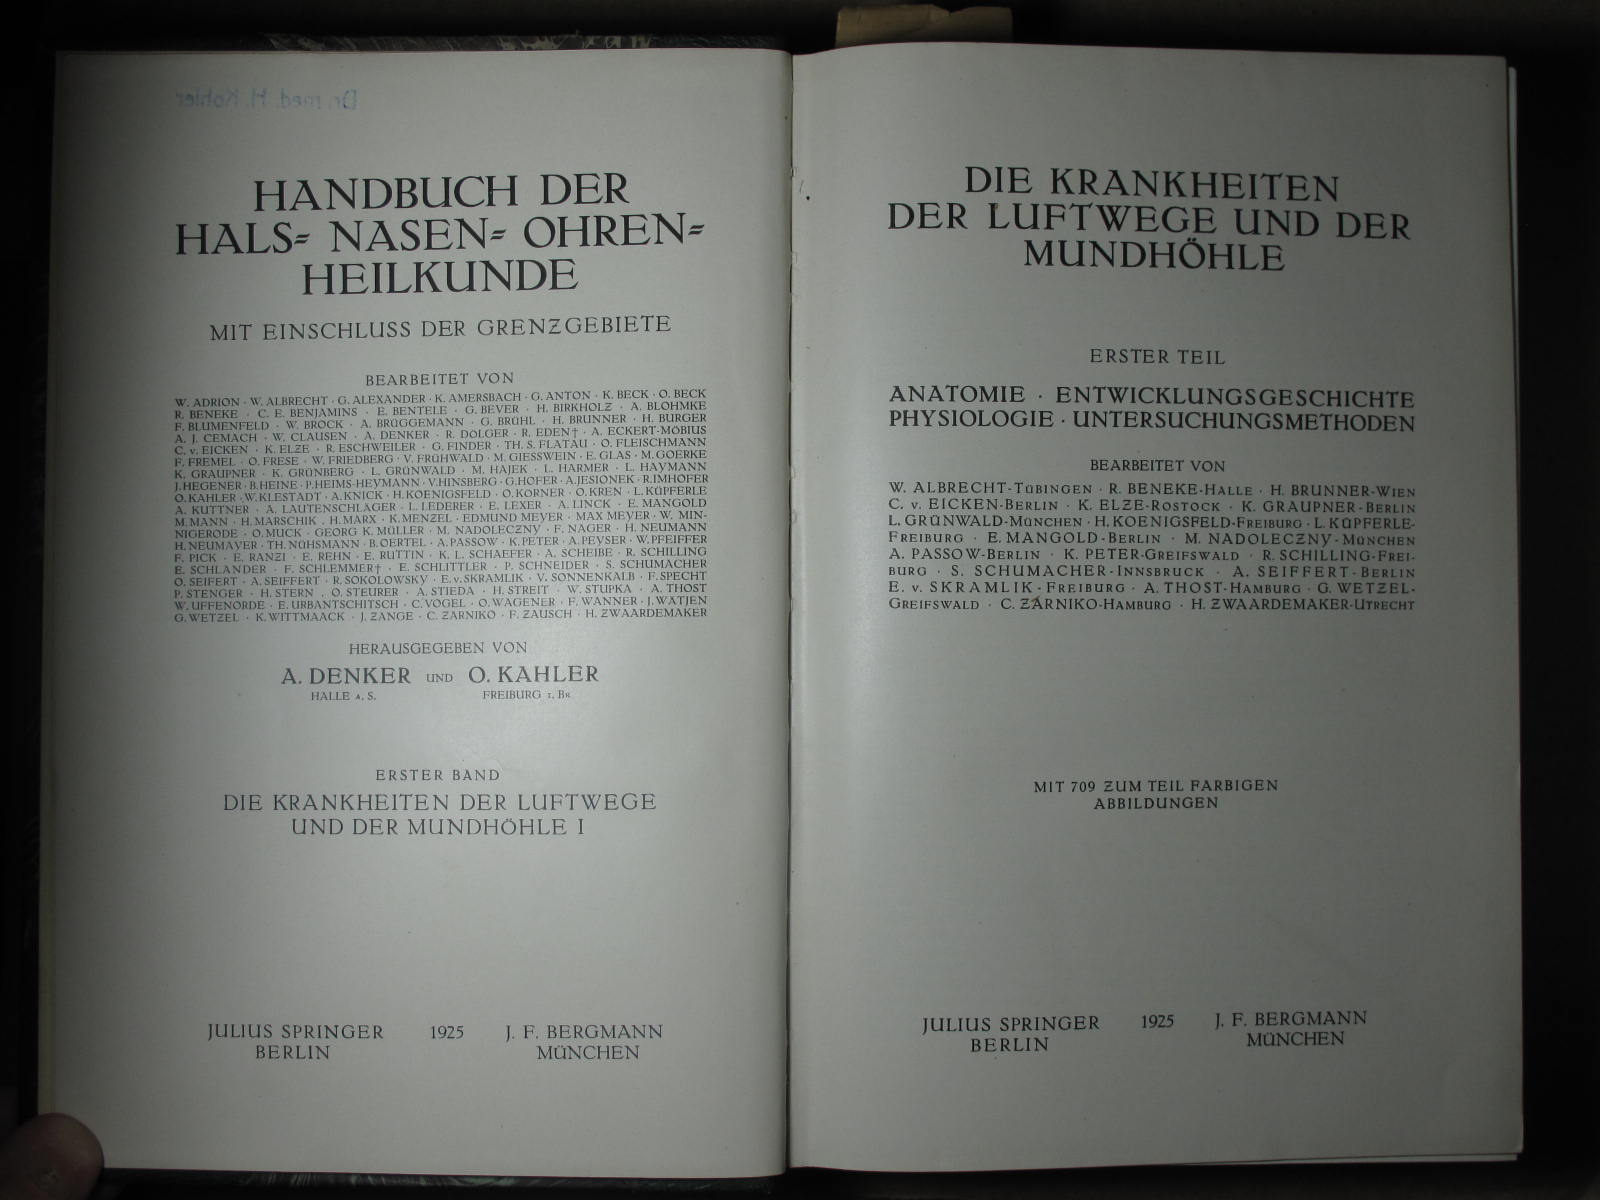 Dr. med. H. Kohler
HANDBUCH DER
HALS= NASEN= OHREN=
HEILKUNDE
MIT EINSCHLUSS DER GRENZGEBIETE
BEARBEITET VON
W. ADRION · W. ALBRECHT · G. ALEXANDER · K. AMERSBACH · G. ANTON · K. BECK · O. BECK
R. BENEKE · C. E. BENJAMINS · E. BENTELE · G. BEVER · H. BIRKHOLZ · A. BLOHMKE
F. BLUMENFELD · W. BROCK · A. BRÜGGEMANN · G. BRÜHL · H. BRUNNER · H. BURGER
A. J. CEMACH · W. CLAUSEN · A. DENKER · R. DÖLGER · R. EDEN† · A. ECKERT-MÖBIUS
C. v. EICKEN · K. ELZE · R. ESCHWEILER · G. FINDER · TH. S. FLATAU · O. FLEISCHMANN
F. FREMEL · O. FRESE · W. FRIEDBERG · V. FRÜHWALD · M. GIESSWEIN · E. GLAS · M. GOERKE
K. GRAUPNER · K. GRÜNBERG · L. GRÜNWALD · M. HAJEK · L. HARMER · L. HAYMANN
J. HEGENER · B. HEINE · P. HEIMS-HEYMANN · V. HINSBERG · G. HOFER · A. JESIONEK · R. IMHOFER
O. KAHLER · W. KLESTADT · A. KNICK · H. KOENIGSFELD · O. KÖRNER · O. KREN · L. KÜPFERLE
A. KUTTNER · A. LAUTENSCHLÄGER · L. LEDERER · E. LEXER · A. LINCK · E. MANGOLD
M. MANN · H. MARSCHIK · H. MARX · K. MENZEL · EDMUND MEYER · MAX MEYER · W. MIN-
NIGERODE · O. MUCK · GEORG K. MÜLLER · M. NADOLECZNY · F. NAGER · H. NEUMANN
H. NEUMAYER · TH. NÜHSMANN · B. OERTEL · A. PASSOW · K. PETER · A. PEYSER · W. PFEIFFER
F. PICK · E. RANZI · E. REHN · E. RUTTIN · K. L. SCHAEFER · A. SCHEIBE · R. SCHILLING
E. SCHLANDER · F. SCHLEMMER† · E. SCHLITTLER · P. SCHNEIDER · S. SCHUMACHER
O. SEIFERT · A. SEIFFERT · R. SOKOLOWSKY · E. v. SKRAMLIK · V. SONNENKALB · F. SPECHT
P. STENGER · H. STERN · O. STEURER · A. STIEDA · H. STREIT · W. STUPKA · A. THOST
W. UFFENORDE · E. URBANTSCHITSCH · C. VOGEL · O. WAGENER · F. WANNER · J. WÄTJEN
G. WETZEL · K. WITTMAACK · J. ZANGE · C. ZARNIKO · F. ZAUSCH · H. ZWAARDEMAKER
HERAUSGEGEBEN VON
A. DENKER UND O. KAHLER
HALLE A. S. FREIBURG I. BR.
ERSTER BAND
DIE KRANKHEITEN DER LUFTWEGE
UND DER MUNDHÖHLE I
JULIUS SPRINGER 1925 J. F. BERGMANN
BERLIN MÜNCHEN
DIE KRANKHEITEN
DER LUFTWEGE UND DER
MUNDHÖHLE
ERSTER TEIL
ANATOMIE · ENTWICKLUNGSGESCHICHTE
PHYSIOLOGIE · UNTERSUCHUNGSMETHODEN
BEARBEITET VON
W. ALBRECHT-TÜBINGEN · R. BENEKE-HALLE · H. BRUNNER-WIEN
C. v. EICKEN-BERLIN · K. ELZE-ROSTOCK · K. GRAUPNER-BERLIN
L. GRÜNWALD-MÜNCHEN · H. KOENIGSFELD-FREIBURG · L. KÜPFERLE-
FREIBURG · E. MANGOLD-BERLIN · M. NADOLECZNY-MÜNCHEN
A. PASSOW-BERLIN · K. PETER-GREIFSWALD · R. SCHILLING-FREI-
BURG · S. SCHUMACHER-INNSBRUCK · A. SEIFFERT-BERLIN
E. v. SKRAMLIK-FREIBURG · A. THOST-HAMBURG · G. WETZEL-
GREIFSWALD · C. ZARNIKO-HAMBURG · H. ZWAARDEMAKER-UTRECHT
MIT 709 ZUM TEIL FARBIGEN
ABBILDUNGEN
JULIUS SPRINGER 1925 J. F. BERGMANN
BERLIN MÜNCHEN